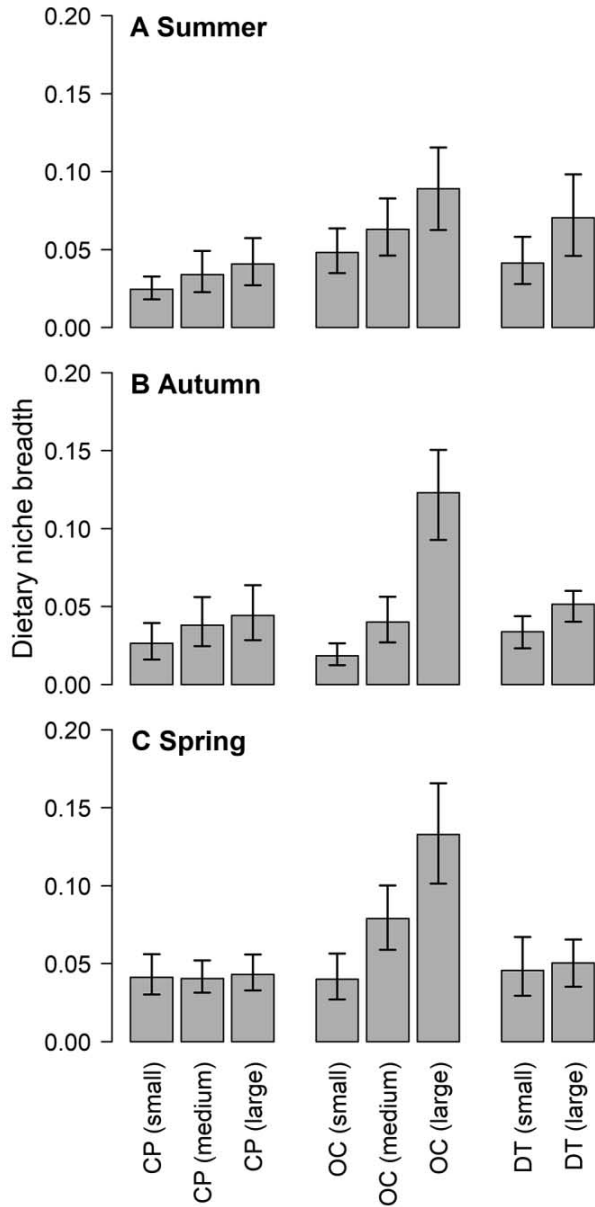 A Summer
0.20
0.15
0.10
0.05
0.00
B Autumn
0.20
0.15
0.10
0.05
0.00
C Spring
0.20
0.15
0.10
0.05
0.00
Dietary niche breadth
CP (small)
CP (medium)
CP (large)
OC (small)
OC (medium)
OC (large)
DT (small)
DT (large)